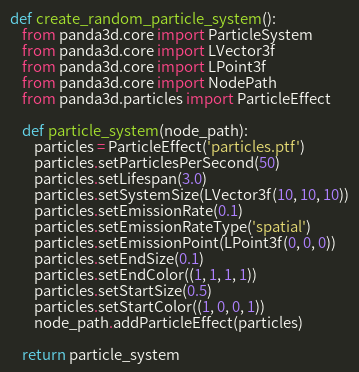 def create_random_particle_system():
from panda3d.core import ParticleSystem
from panda3d.core import LVector3f
from panda3d.core import LPoint3f
from panda3d.core import NodePath
from panda3d.particles import ParticleEffect
def particle_system(node_path):
particles = ParticleEffect('particles.ptf')
particles.setParticlesPerSecond(50)
particles.setLifespan(3.0)
particles.setSystemSize(LVector3f(10, 10, 10))
particles.setEmissionRate(0.1)
particles.setEmissionRateType('spatial')
particles.setEmissionPoint(LPoint3f(0, 0, 0))
particles.setEndSize(0.1)
particles.setEndColor((1, 1, 1, 1))
particles.setStartSize(0.5)
particles.setStartColor((1, 0, 0, 1))
node_path.addParticleEffect(particles)
return particle_system